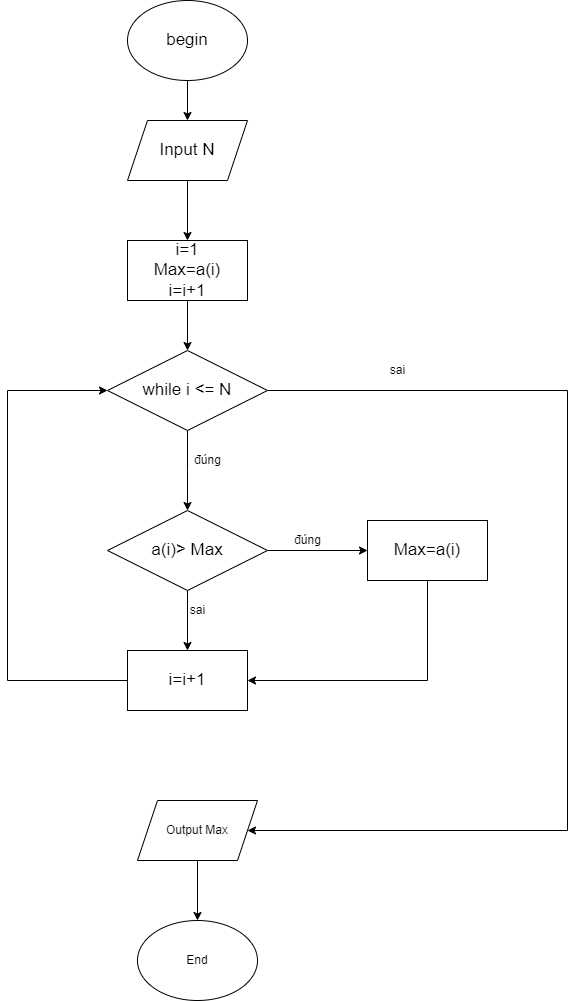 begin
Input N
i=1
Max=a(i)
i=i+1
while i <= N
sai
đúng
a(i)> Max
đúng
Max=a(i)
sai
i=i+1
Output Max
End